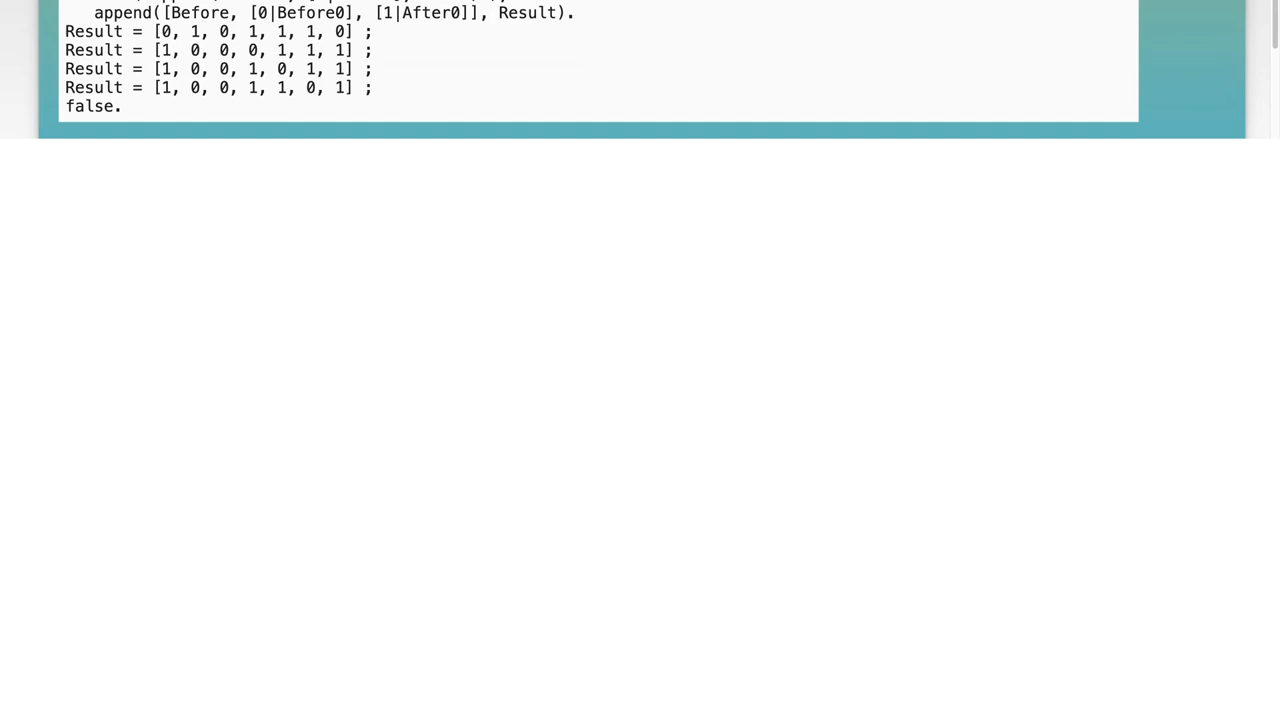 append([Before, [0|Before0], [1|After0]], Result).
Result = [0, 1, 0, 1, 1, 1, 0] ;
Result = [1, 0, 0, 0, 1, 1, 1] ;
Result = [1, 0, 0, 1, 0, 1, 1] ;
Result = [1, 0, 0, 1, 1, 0, 1] ;
false.